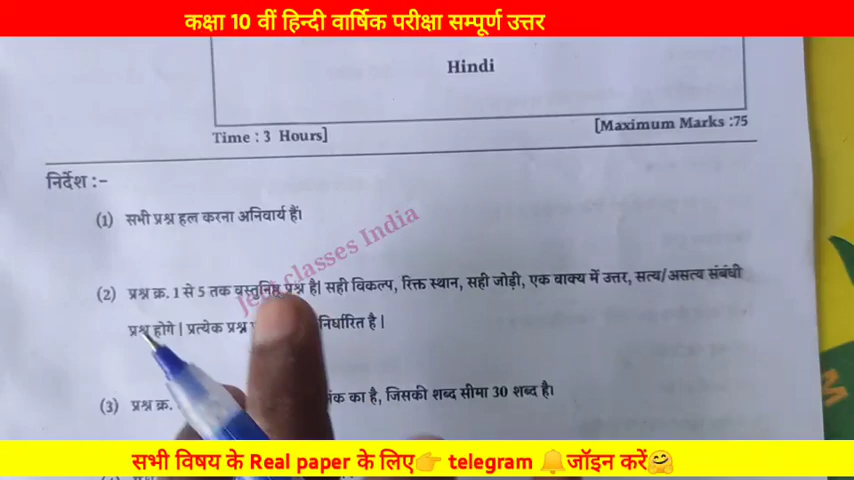 कक्षा 10 वीं हिन्दी वार्षिक परीक्षा सम्पूर्ण उत्तर
Hindi
Time : 3 Hours]
[Maximum Marks :75
निर्देश :-
(1) सभी प्रश्न हल करना अनिवार्य हैं।
(2) प्रश्न क्र. 1 से 5 तक वस्तुनिष्ठ प्रश्न है। सही विकल्प, रिक्त स्थान, सही जोड़ी, एक वाक्य में उत्तर, सत्य/असत्य संबंधी
प्रश्न होगे | प्रत्येक प्रश्न निर्धारित है |
(3) प्रश्न क्र. का है, जिसकी शब्द सीमा 30 शब्द है।
classes India
सभी विषय के Real paper के लिए👉 telegram 🔔जॉइन करें🤗